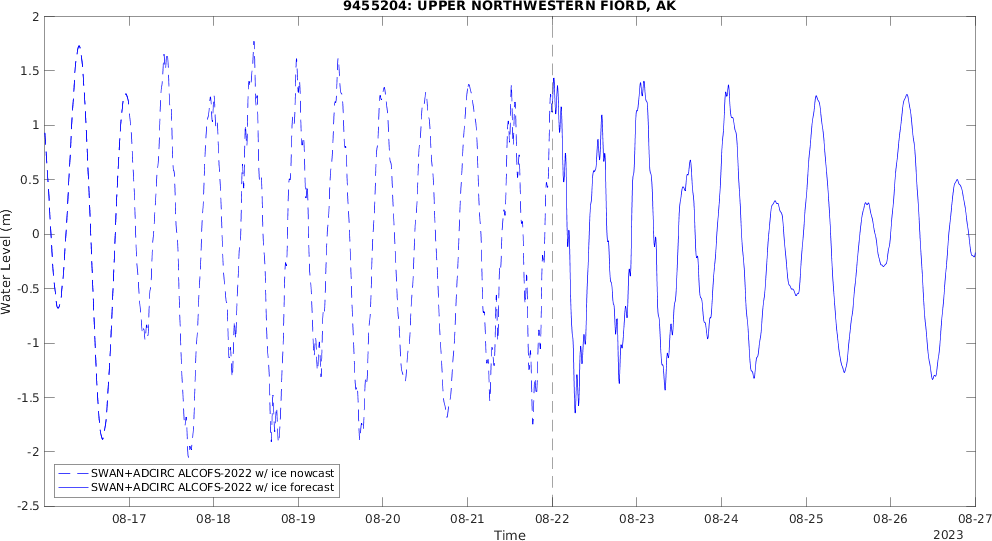 9455204: UPPER NORTHWESTERN FIORD, AK
2
1.5
1
0.5
0
-0.5
-1
-1.5
-2
-2.5
Water Level (m)
SWAN+ADCIRC ALCOFS-2022 w/ ice nowcast
SWAN+ADCIRC ALCOFS-2022 w/ ice forecast
08-17 08-18 08-19 08-20 08-21 08-22 08-23 08-24 08-25 08-26 08-27
Time
2023